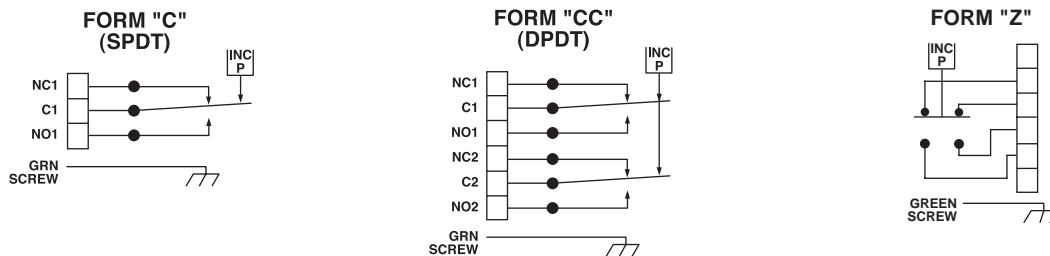 FORM "C"
(SPDT)
INC
P
NC1
C1
NO1
GRN
SCREW
FORM "CC"
(DPDT)
INC
P
NC1
C1
NO1
NC2
C2
NO2
GRN
SCREW
FORM "Z"
INC
P
GREEN
SCREW